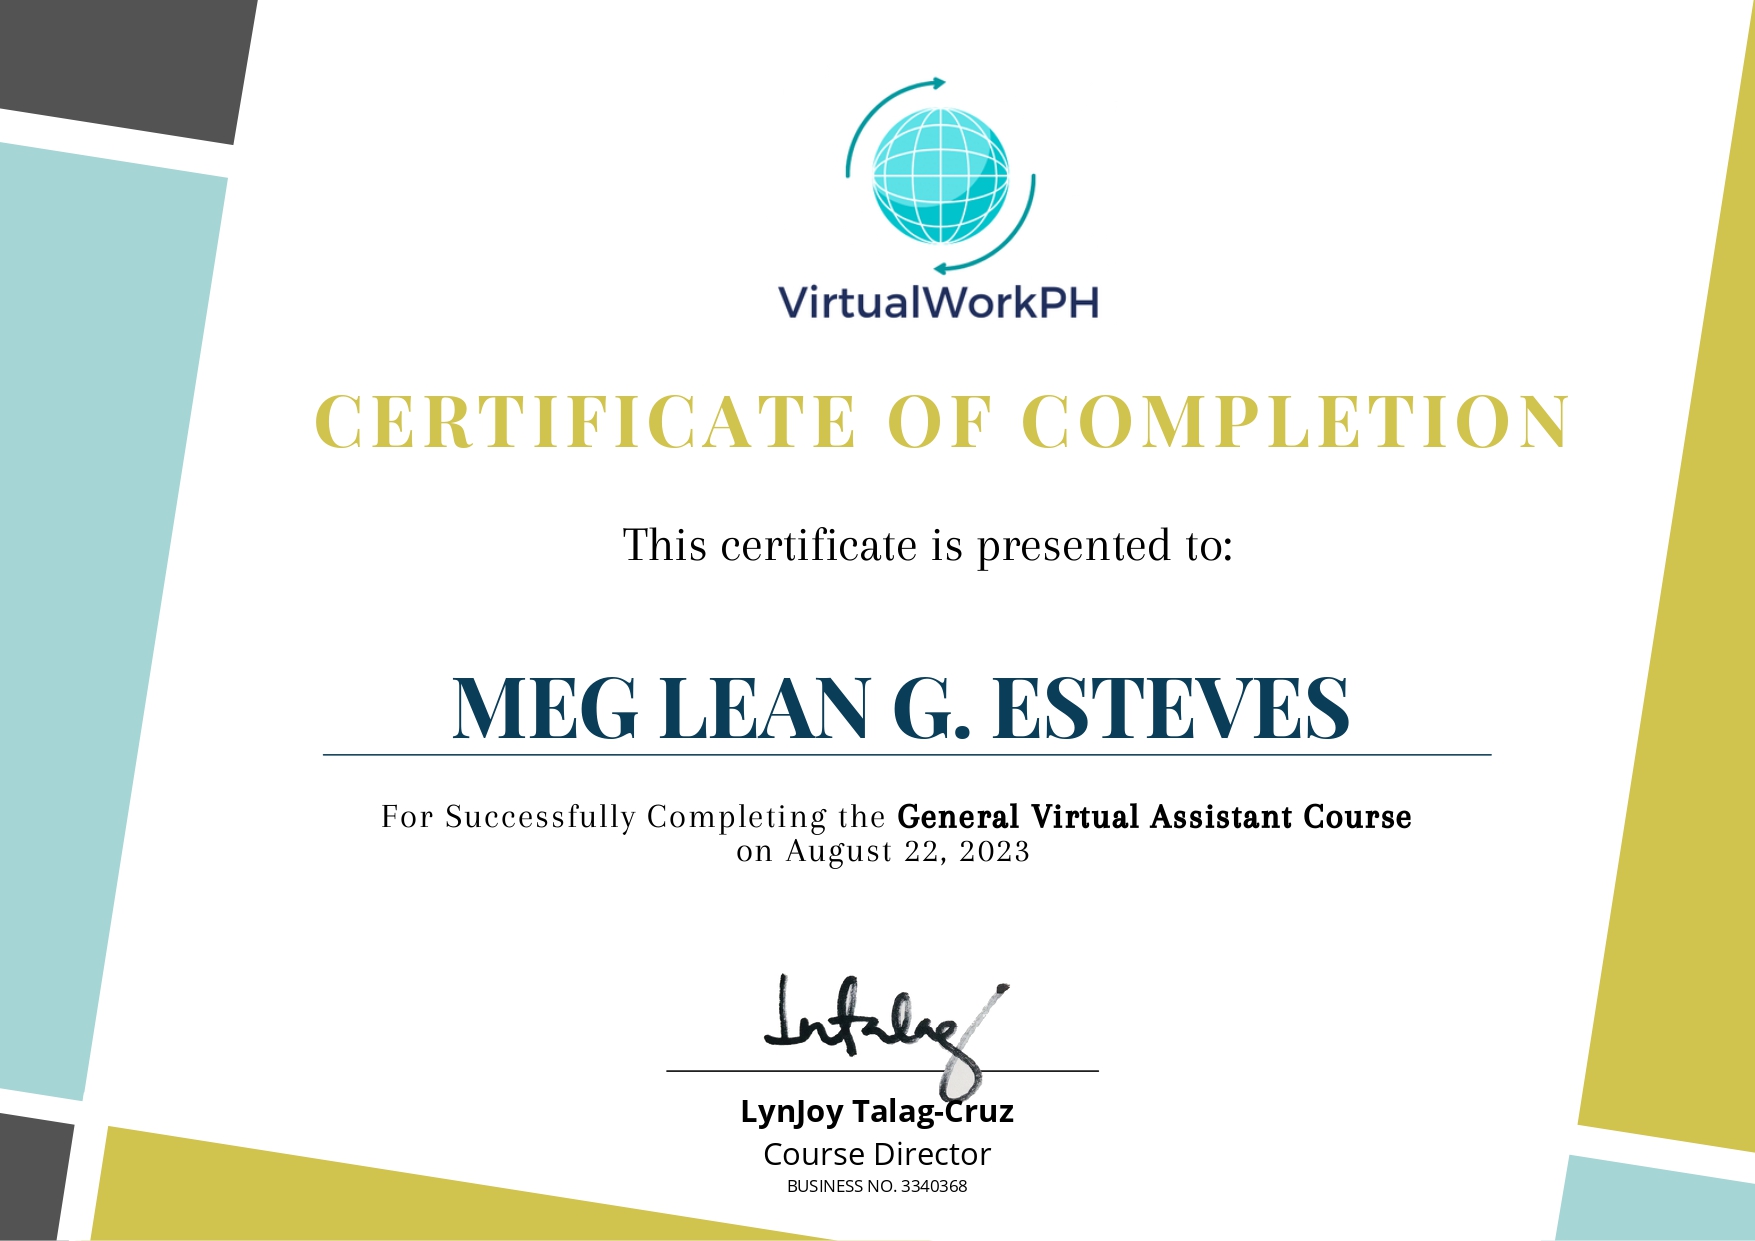 VirtualWorkPH
CERTIFICATE OF COMPLETION
This certificate is presented to:
MEG LEAN G. ESTEVES
For Successfully Completing the General Virtual Assistant Course
on August 22, 2023
LynJoy Talag-Cruz
Course Director
BUSINESS NO. 3340368